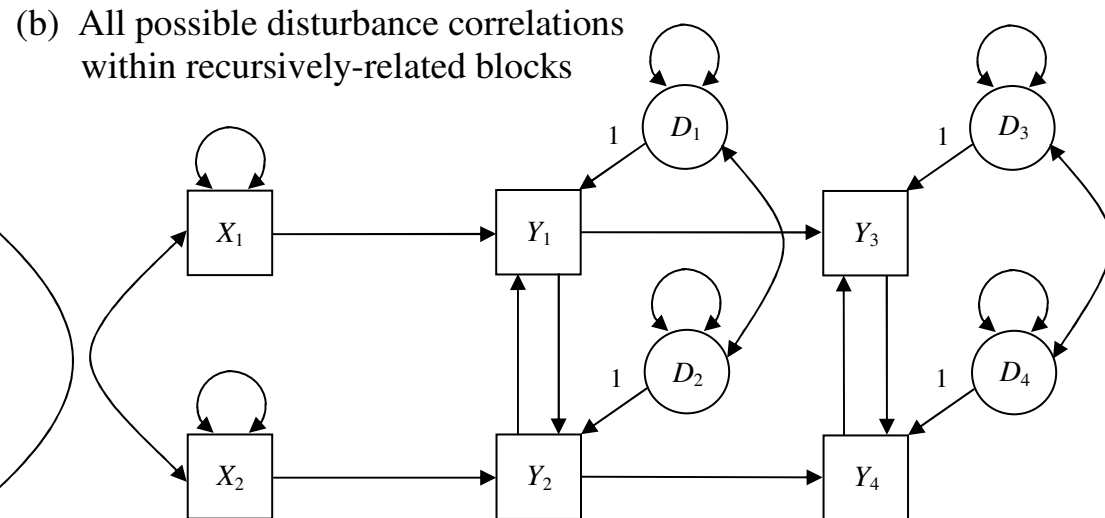 (b) All possible disturbance correlations
within recursively-related blocks
1 D₁
1 D₃
X₁ Y₁ Y₃
1 D₂
1 D₄
X₂ Y₂ Y₄